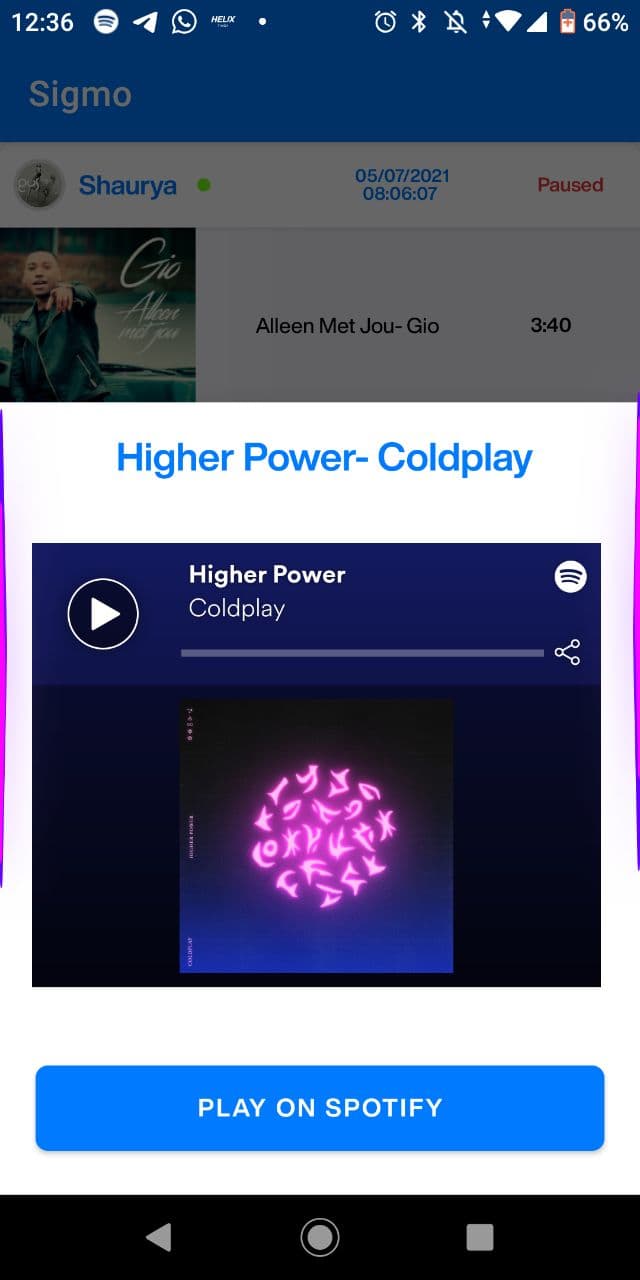 12:36
HELIX
66%
Sigmo
Shaurya
05/07/2021
08:06:07
Paused
Gio
Alleen
met jou
Alleen Met Jou- Gio
3:40
Higher Power- Coldplay
Higher Power
Coldplay
HIGHER POWER
COLDPLAY
PLAY ON SPOTIFY